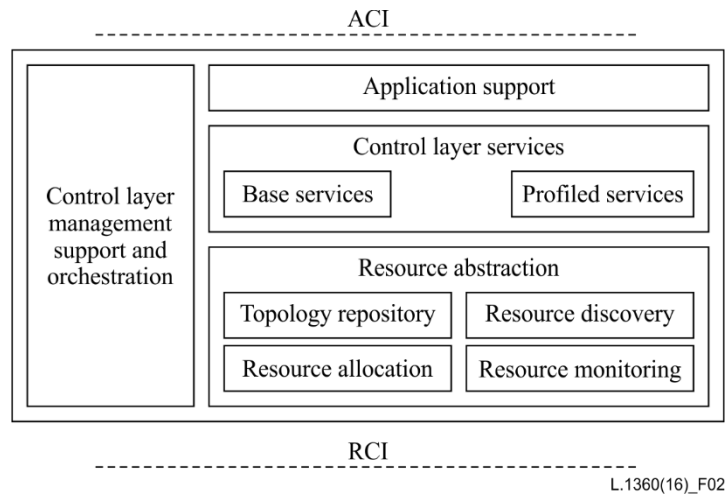 ACI
Control layer
management
support and
orchestration
Application support
Control layer services
Base services
Profiled services
Resource abstraction
Topology repository
Resource discovery
Resource allocation
Resource monitoring
RCI
L.1360(16)_F02